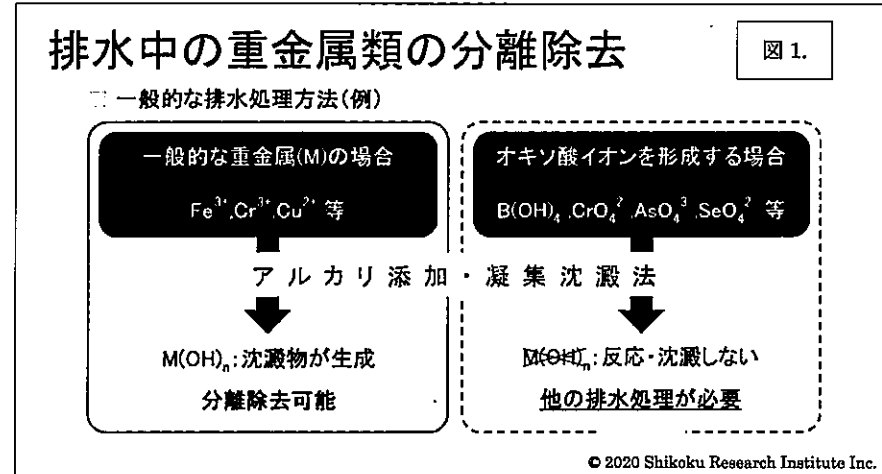 排水中の重金属類の分離除去
図 1.
一般的な排水処理方法(例)
一般的な重金属(M)の場合
Fe³⁺,Cr³⁺,Cu²⁺ 等
オキソ酸イオンを形成する場合
B(OH)₄ ,CrO₄² ,AsO₄³ ,SeO₄² 等
アルカリ添加・凝集沈澱法
M(OH)ₙ:沈澱物が生成
分離除去可能
M(OH)ₙ:反応・沈澱しない
他の排水処理が必要
© 2020 Shikoku Research Institute Inc.